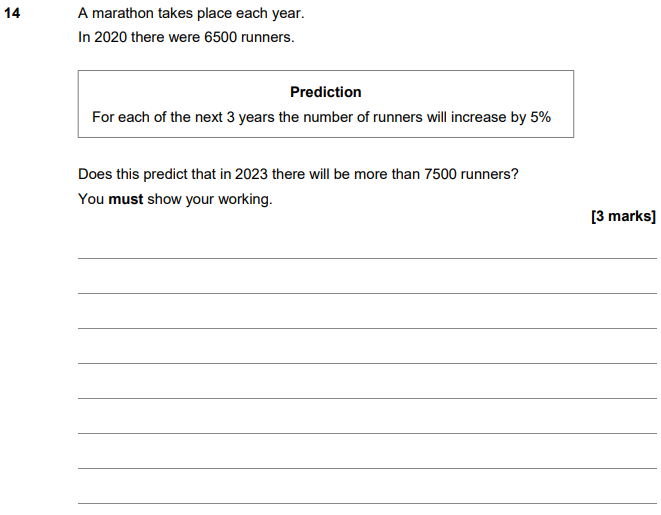 14 A marathon takes place each year.
In 2020 there were 6500 runners.
Prediction
For each of the next 3 years the number of runners will increase by 5%
Does this predict that in 2023 there will be more than 7500 runners?
You must show your working.
[3 marks]